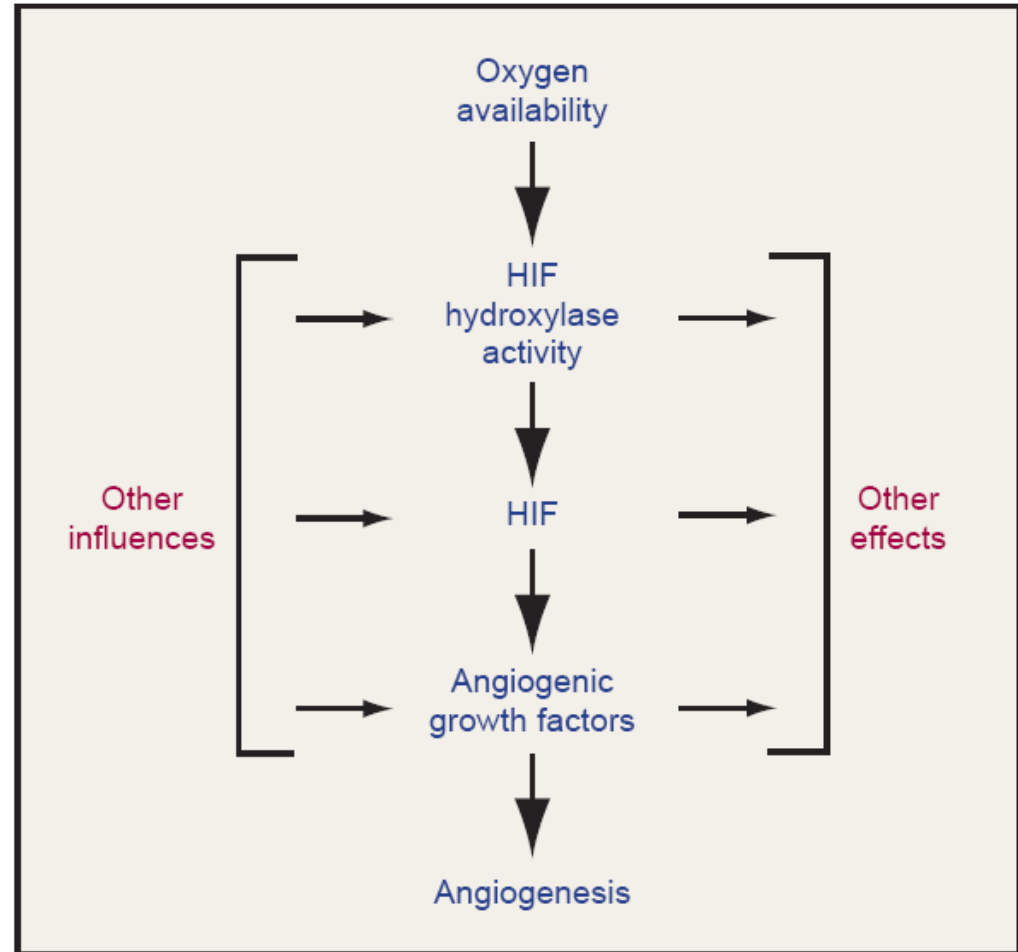 Oxygen
availability
HIF
hydroxylase
activity
Other
influences
HIF
Other
effects
Angiogenic
growth factors
Angiogenesis